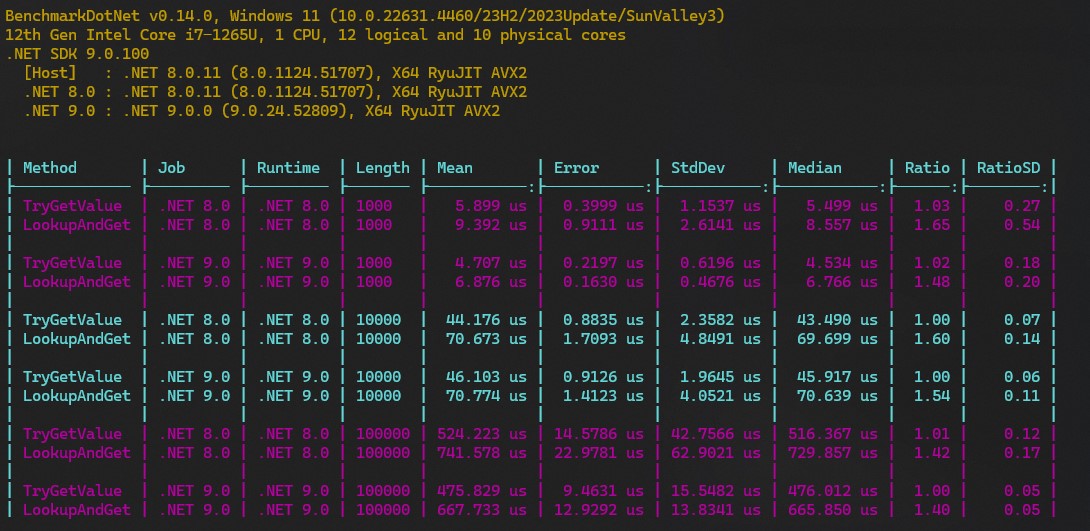 BenchmarkDotNet v0.14.0, Windows 11 (10.0.22631.4460/23H2/2023Update/SunValley3)
12th Gen Intel Core i7-1265U, 1 CPU, 12 logical and 10 physical cores
.NET SDK 9.0.100
  [Host]   : .NET 8.0.11 (8.0.1124.51707), X64 RyuJIT AVX2
  .NET 8.0 : .NET 8.0.11 (8.0.1124.51707), X64 RyuJIT AVX2
  .NET 9.0 : .NET 9.0.0 (9.0.24.52809), X64 RyuJIT AVX2
| Method       | Job      | Runtime  | Length | Mean       | Error      | StdDev     | Median     | Ratio | RatioSD |
| TryGetValue  | .NET 8.0 | .NET 8.0 | 1000   |   5.899 us |  0.3999 us |  1.1537 us |   5.499 us |  1.03 |    0.27 |
| LookupAndGet | .NET 8.0 | .NET 8.0 | 1000   |   9.392 us |  0.9111 us |  2.6141 us |   8.557 us |  1.65 |    0.54 |
| TryGetValue  | .NET 9.0 | .NET 9.0 | 1000   |   4.707 us |  0.2197 us |  0.6196 us |   4.534 us |  1.02 |    0.18 |
| LookupAndGet | .NET 9.0 | .NET 9.0 | 1000   |   6.876 us |  0.1630 us |  0.4676 us |   6.766 us |  1.48 |    0.20 |
| TryGetValue  | .NET 8.0 | .NET 8.0 | 10000  |  44.176 us |  0.8835 us |  2.3582 us |  43.490 us |  1.00 |    0.07 |
| LookupAndGet | .NET 8.0 | .NET 8.0 | 10000  |  70.673 us |  1.7093 us |  4.8491 us |  69.699 us |  1.60 |    0.14 |
| TryGetValue  | .NET 9.0 | .NET 9.0 | 10000  |  46.103 us |  0.9126 us |  1.9645 us |  45.917 us |  1.00 |    0.06 |
| LookupAndGet | .NET 9.0 | .NET 9.0 | 10000  |  70.774 us |  1.4123 us |  4.0521 us |  70.639 us |  1.54 |    0.11 |
| TryGetValue  | .NET 8.0 | .NET 8.0 | 100000 | 524.223 us | 14.5786 us | 42.7566 us | 516.367 us |  1.01 |    0.12 |
| LookupAndGet | .NET 8.0 | .NET 8.0 | 100000 | 741.578 us | 22.9781 us | 62.9021 us | 729.857 us |  1.42 |    0.17 |
| TryGetValue  | .NET 9.0 | .NET 9.0 | 100000 | 475.829 us |  9.4631 us | 15.5482 us | 476.012 us |  1.00 |    0.05 |
| LookupAndGet | .NET 9.0 | .NET 9.0 | 100000 | 667.733 us | 12.9292 us | 13.8341 us | 665.850 us |  1.40 |    0.05 |